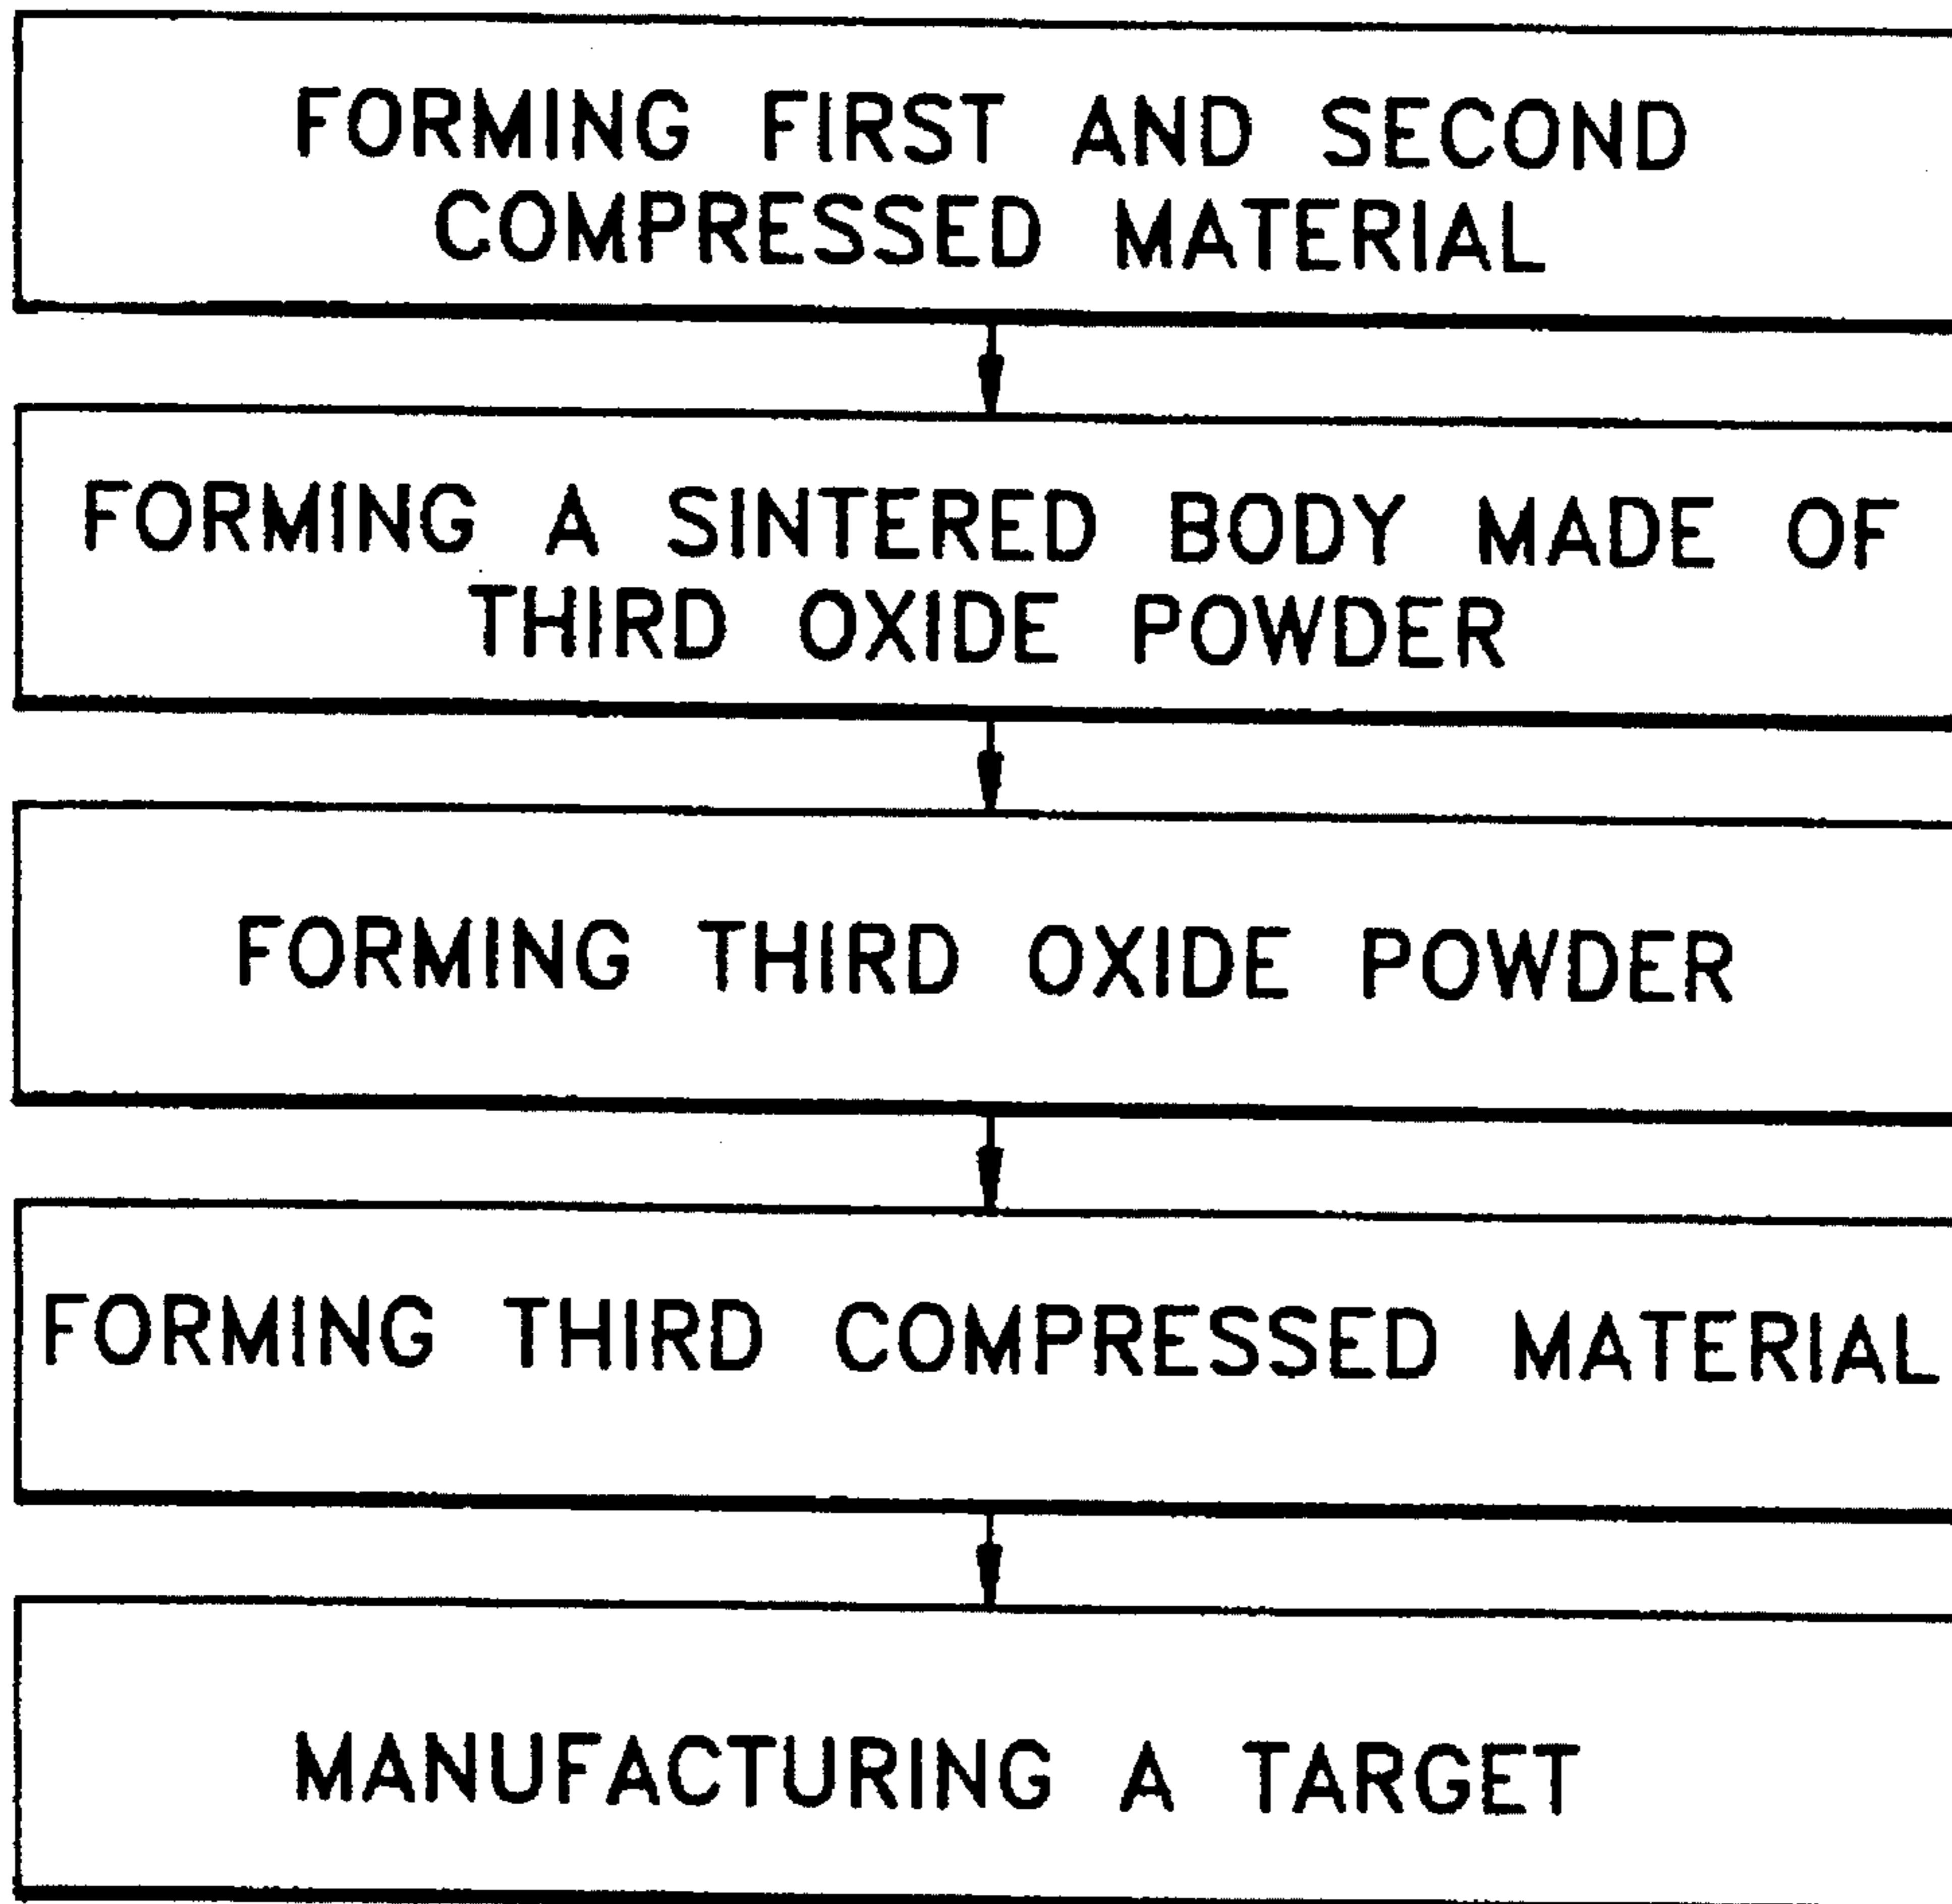 FORMING FIRST AND SECOND
COMPRESSED MATERIAL
FORMING A SINTERED BODY MADE OF
THIRD OXIDE POWDER
FORMING THIRD OXIDE POWDER
FORMING THIRD COMPRESSED MATERIAL
MANUFACTURING A TARGET